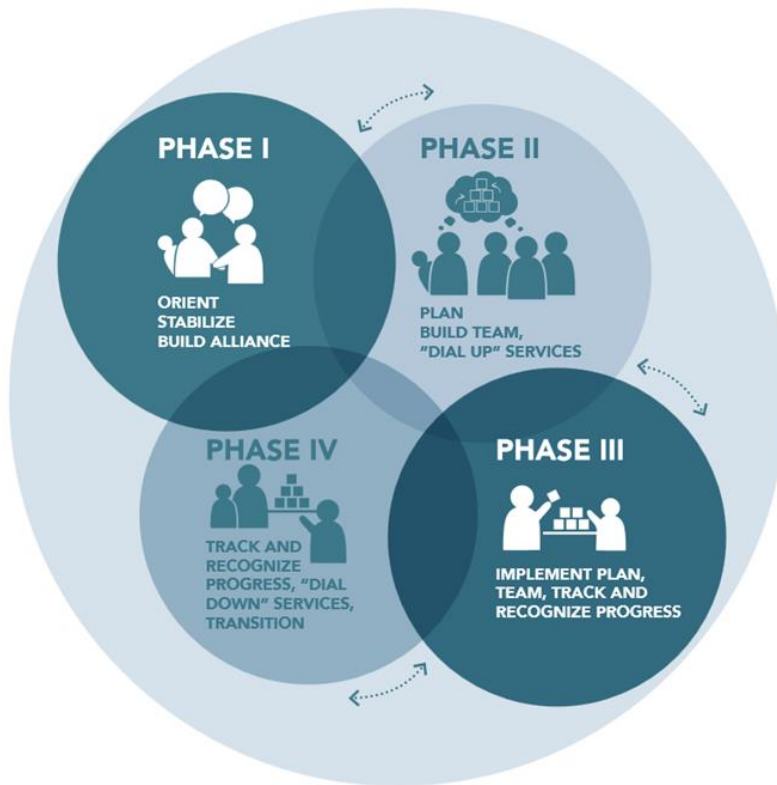 PHASE I
ORIENT
STABILIZE
BUILD ALLIANCE
PHASE II
PLAN
BUILD TEAM,
"DIAL UP" SERVICES
PHASE III
IMPLEMENT PLAN,
TEAM, TRACK AND
RECOGNIZE PROGRESS
PHASE IV
TRACK AND
RECOGNIZE
PROGRESS, "DIAL
DOWN" SERVICES,
TRANSITION